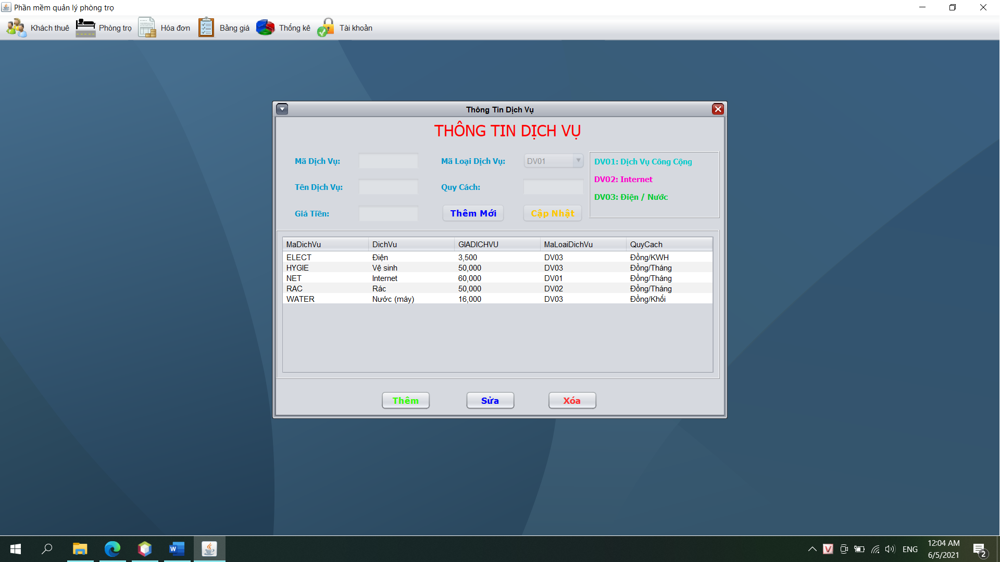 Phần mềm quản lý phòng trọ
Khách thuê Phòng trọ Hóa đơn Bảng giá Thống kê Tài khoản
Thông Tin Dịch Vụ
THÔNG TIN DỊCH VỤ
Mã Dịch Vụ: Mã Loại Dịch Vụ: DV01
Tên Dịch Vụ: Quy Cách:
Giá Tiền: Thêm Mới Cập Nhật
DV01: Dịch Vụ Công Cộng
DV02: Internet
DV03: Điện / Nước
MaDichVu DichVu GIADICHVU MaLoaiDichVu QuyCach
ELECT Điện 3,500 DV03 Đồng/KWH
HYGIE Vệ sinh 50,000 DV03 Đồng/Tháng
NET Internet 60,000 DV01 Đồng/Tháng
RAC Rác 50,000 DV02 Đồng/Tháng
WATER Nước (máy) 16,000 DV03 Đồng/Khối
Thêm Sửa Xóa
ENG 12:04 AM
6/5/2021 2